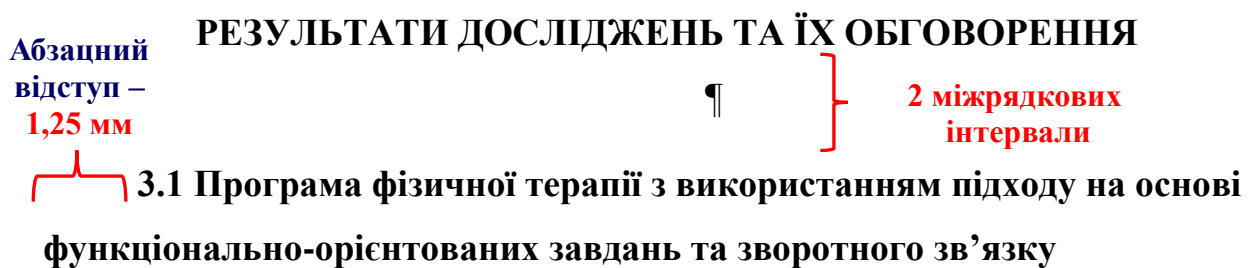 РЕЗУЛЬТАТИ ДОСЛІДЖЕНЬ ТА ЇХ ОБГОВОРЕННЯ
Абзацний
відступ –
1,25 мм
¶
2 міжрядкових
інтервали
3.1 Програма фізичної терапії з використанням підходу на основі
функціонально-орієнтованих завдань та зворотного зв’язку